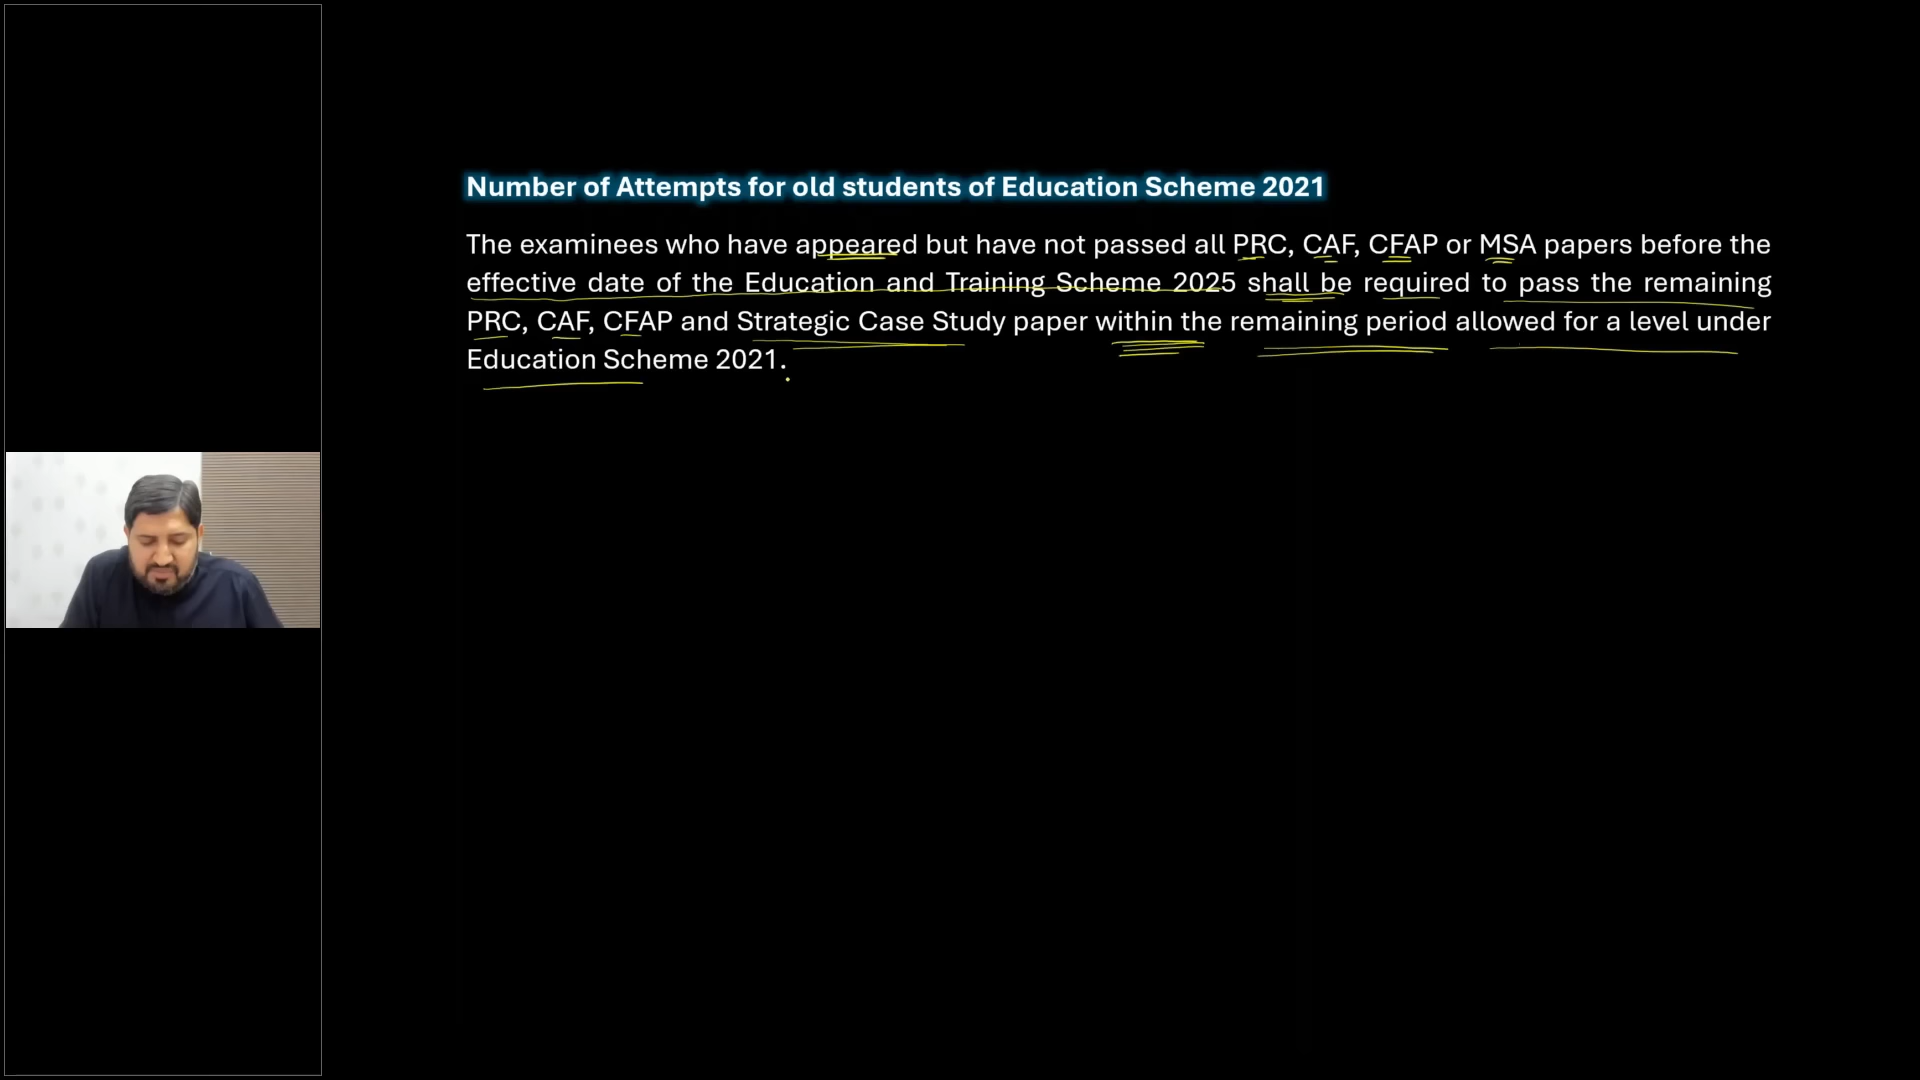 Number of Attempts for old students of Education Scheme 2021
The examinees who have appeared but have not passed all PRC, CAF, CFAP or MSA papers before the
effective date of the Education and Training Scheme 2025 shall be required to pass the remaining
PRC, CAF, CFAP and Strategic Case Study paper within the remaining period allowed for a level under
Education Scheme 2021.